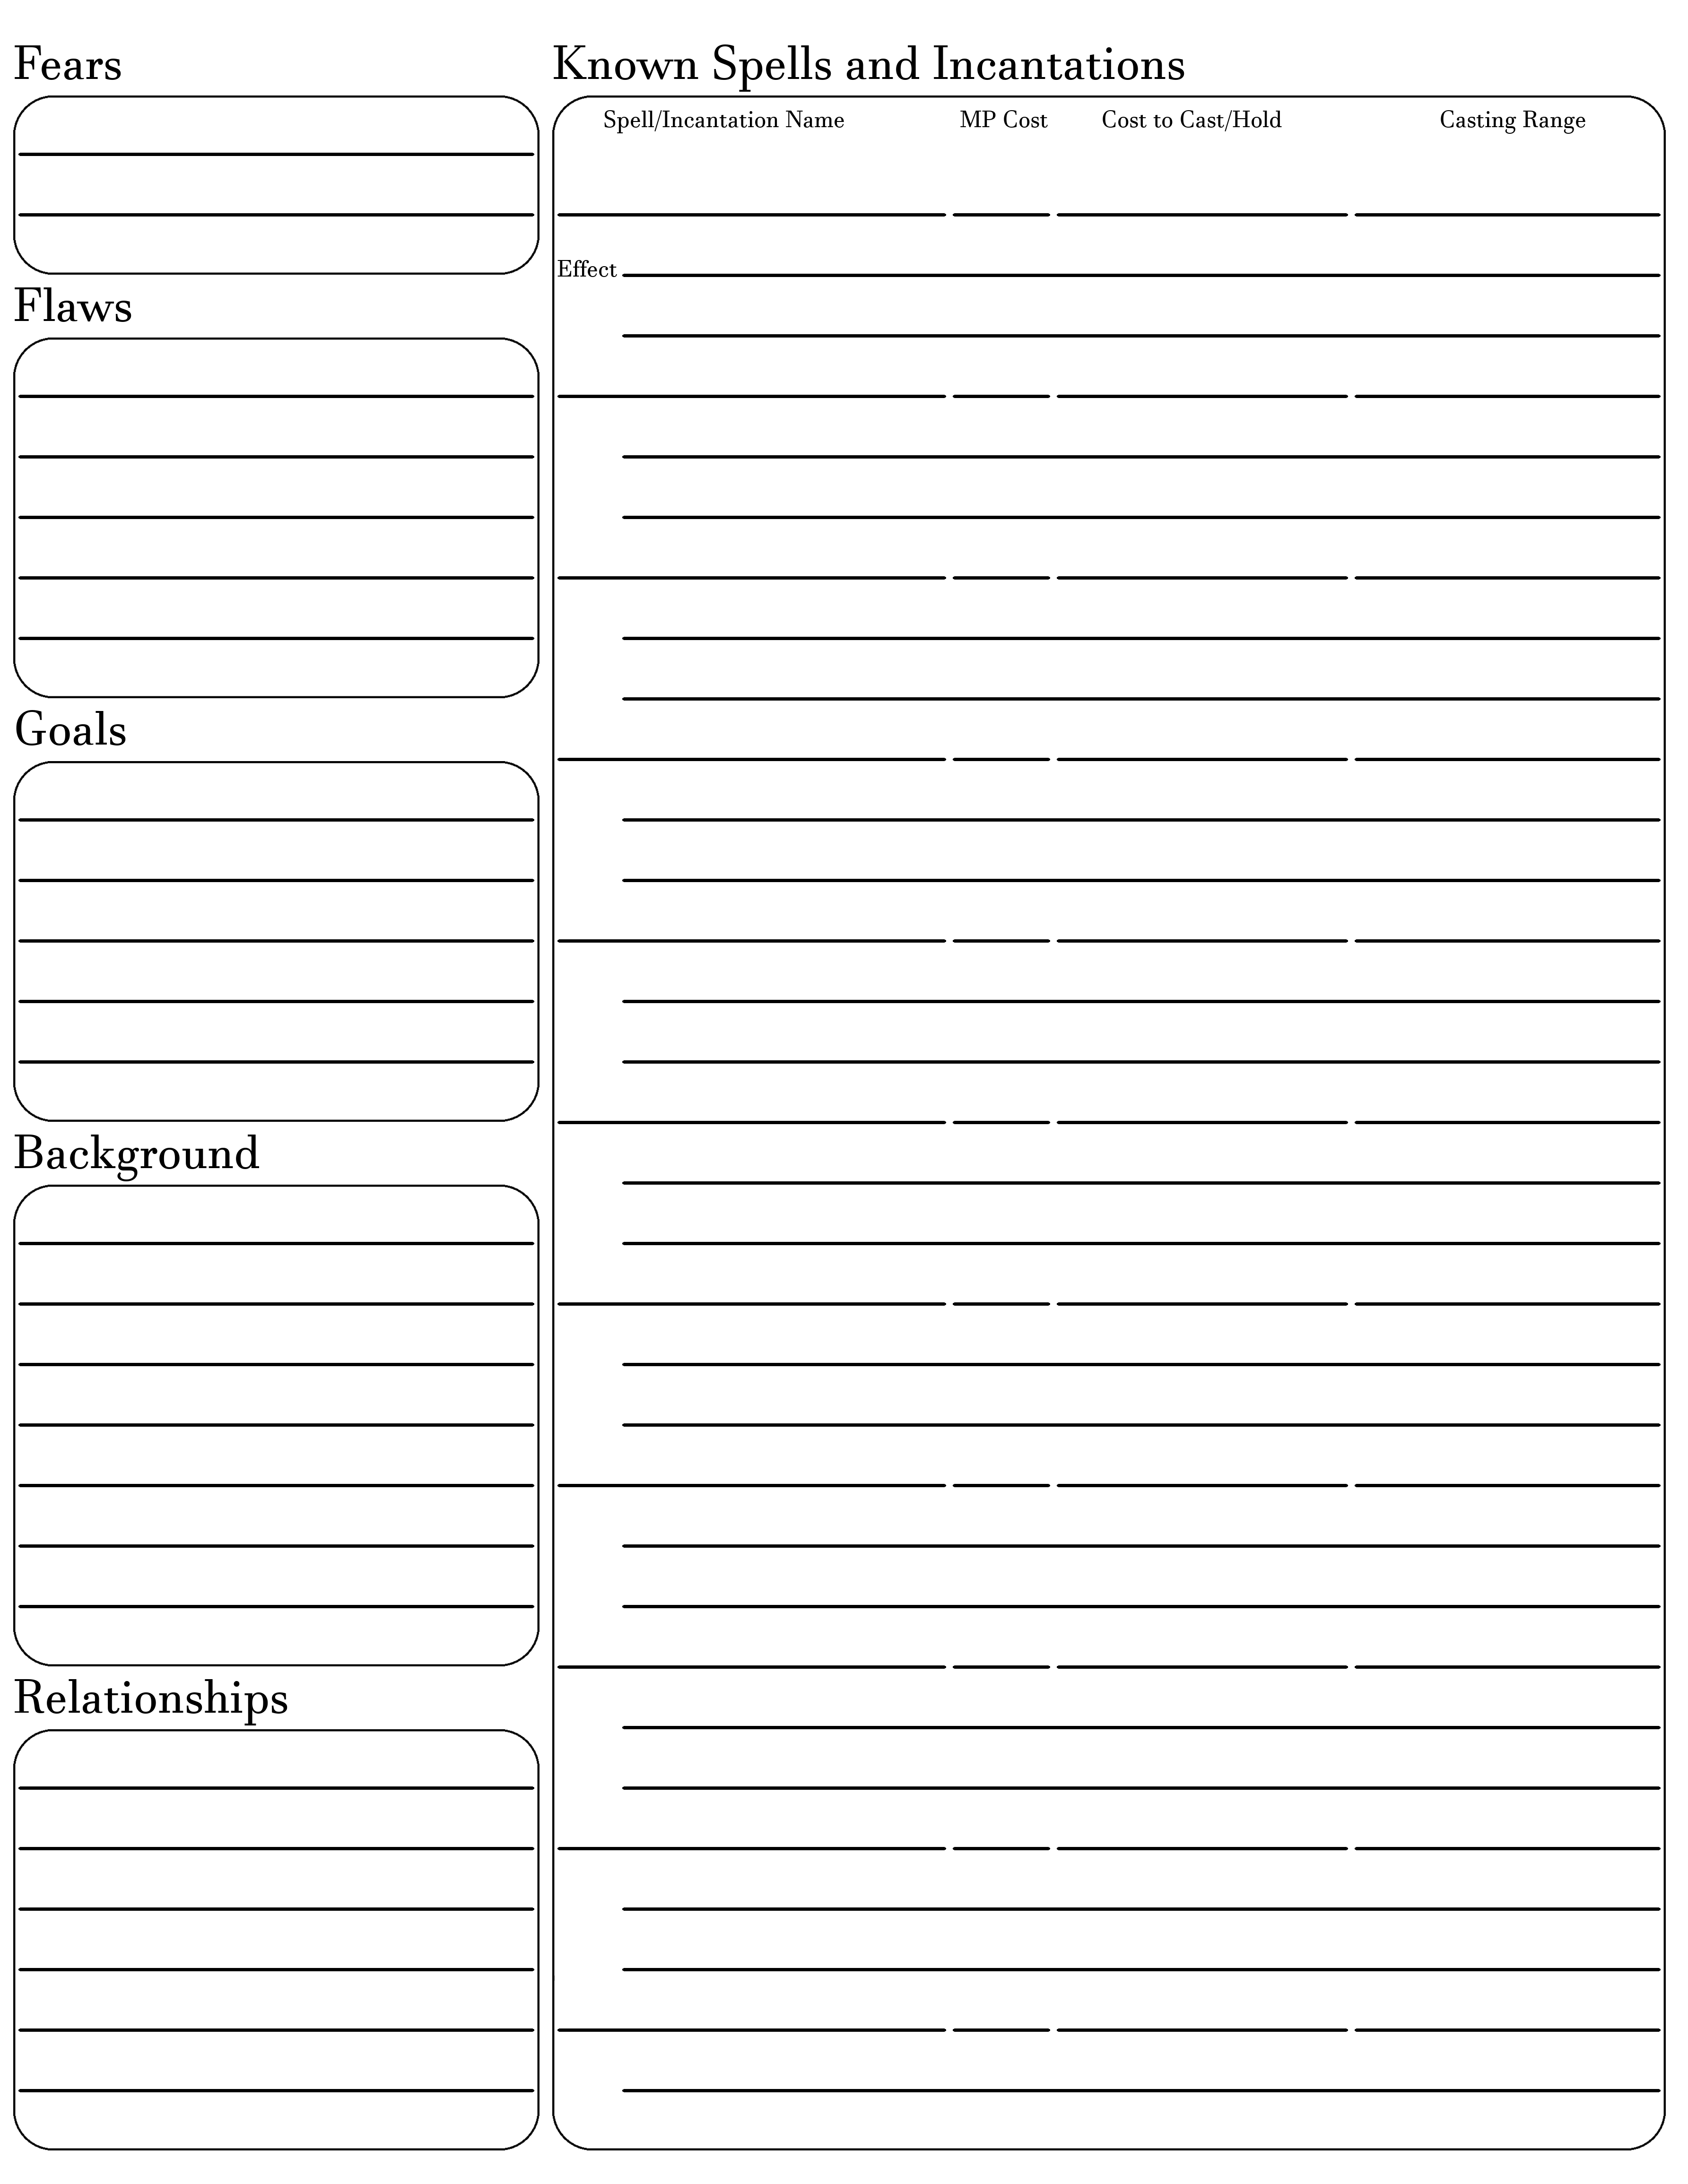 Fears
Flaws
Goals
Background
Relationships
Known Spells and Incantations
Spell/Incantation Name MP Cost Cost to Cast/Hold Casting Range
Effect